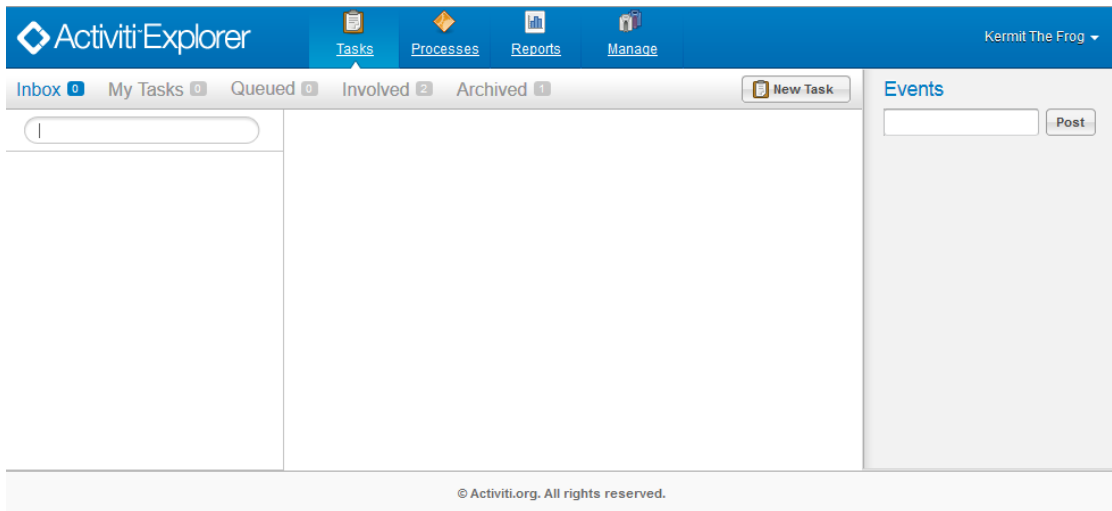 Activiti Explorer
Tasks
Processes
Reports
Manage
Kermit The Frog
Inbox 0
My Tasks 0
Queued 0
Involved 2
Archived 1
New Task
Events
Post
© Activiti.org. All rights reserved.